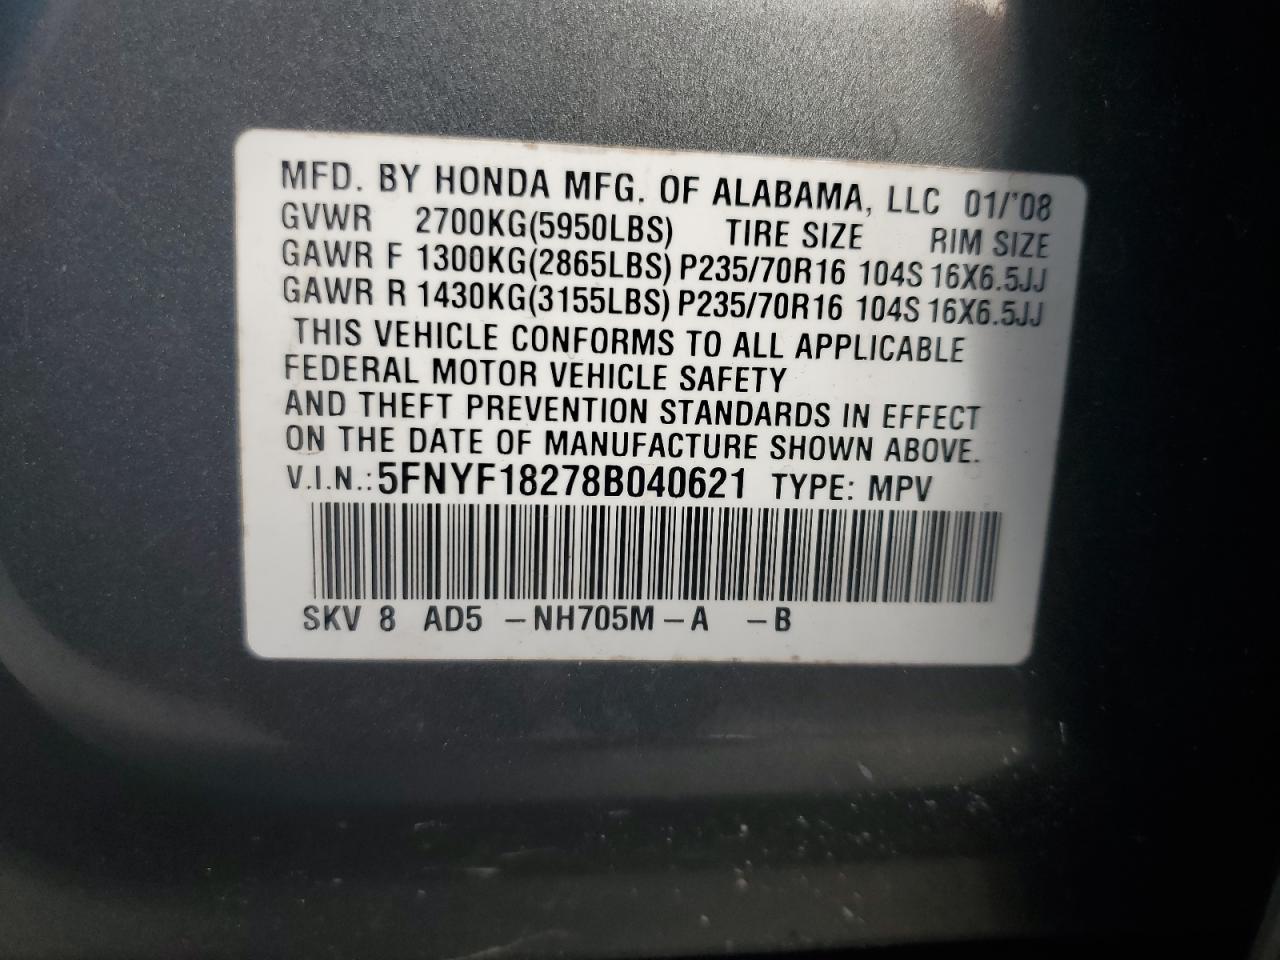 MFD. BY HONDA MFG. OF ALABAMA, LLC 01/'08
GVWR 2700KG(5950LBS) TIRE SIZE RIM SIZE
GAWR F 1300KG(2865LBS) P235/70R16 104S 16X6.5JJ
GAWR R 1430KG(3155LBS) P235/70R16 104S 16X6.5JJ
THIS VEHICLE CONFORMS TO ALL APPLICABLE
FEDERAL MOTOR VEHICLE SAFETY
AND THEFT PREVENTION STANDARDS IN EFFECT
ON THE DATE OF MANUFACTURE SHOWN ABOVE.
V.I.N.: 5FNYF18278B040621 TYPE: MPV
SKV 8 AD5 -NH705M-A -B